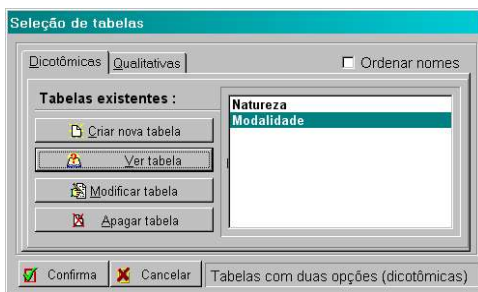 Seleção de tabelas
Dicotômicas Qualitativas Ordenar nomes
Tabelas existentes :
Criar nova tabela
Ver tabela
Modificar tabela
Apagar tabela
Natureza
Modalidade
Confirma Cancelar Tabelas com duas opções (dicotômicas)